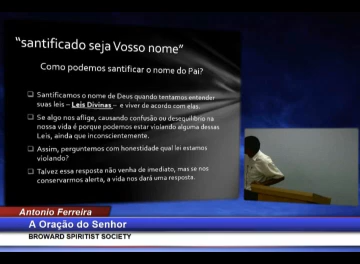 “santificado seja Vosso nome”
Como podemos santificar o nome do Pai?
Santificamos o nome de Deus quando tentamos entender
suas leis – Leis Divinas – e viver de acordo com elas.
Se algo nos aflige, causando confusão ou desequilíbrio na
nossa vida é porque podemos estar violando alguma dessas
Leis, ainda que inconscientemente.
Assim, perguntemos com honestidade qual lei estamos
violando?
Talvez essa resposta não venha de imediato, mas se nos
conservarmos alerta, a vida nos dará uma resposta.
Antonio Ferreira
A Oração do Senhor
BROWARD SPIRITIST SOCIETY